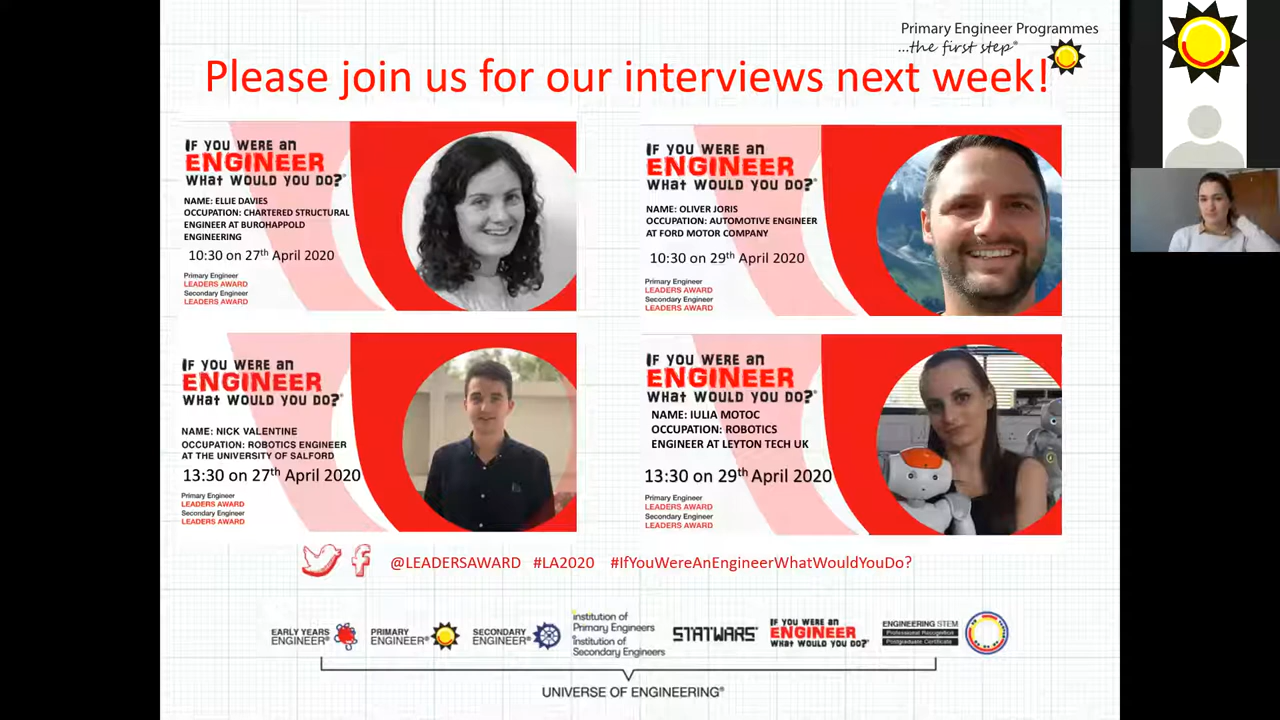 Primary Engineer Programmes
...the first step®
Please join us for our interviews next week!
IF YOU WERE an
ENGINEER
WHaT WOULD YOU DO?®
NAME: ELLIE DAVIES
OCCUPATION: CHARTERED STRUCTURAL
ENGINEER AT BUROHAPPOLD
ENGINEERING
10:30 on 27th April 2020
Primary Engineer
LEADERS AWARD
Secondary Engineer
LEADERS AWARD
IF YOU WERE an
ENGINEER
WHaT WOULD YOU DO?®
NAME: OLIVER JORIS
OCCUPATION: AUTOMOTIVE ENGINEER
AT FORD MOTOR COMPANY
10:30 on 29th April 2020
Primary Engineer
LEADERS AWARD
Secondary Engineer
LEADERS AWARD
IF YOU WERE an
ENGINEER
WHaT WOULD YOU DO?®
NAME: NICK VALENTINE
OCCUPATION: ROBOTICS ENGINEER
AT THE UNIVERSITY OF SALFORD
13:30 on 27th April 2020
Primary Engineer
LEADERS AWARD
Secondary Engineer
LEADERS AWARD
IF YOU WERE an
ENGINEER
WHaT WOULD YOU DO?®
NAME: IULIA MOTOC
OCCUPATION: ROBOTICS
ENGINEER AT LEYTON TECH UK
13:30 on 29th April 2020
Primary Engineer
LEADERS AWARD
Secondary Engineer
LEADERS AWARD
@LEADERSAWARD #LA2020 #IfYouWereAnEngineerWhatWouldYouDo?
EARLY YEARS
ENGINEER®
PRIMARY
ENGINEER®
SECONDARY
ENGINEER®
institution of
Primary Engineers
institution of
Secondary Engineers
STATWARS®
IF YOU WERE an
ENGINEER
WHaT WOULD YOU DO?®
ENGINEERING STEM
Professional Recognition
Postgraduate Certificate
UNIVERSE OF ENGINEERING®